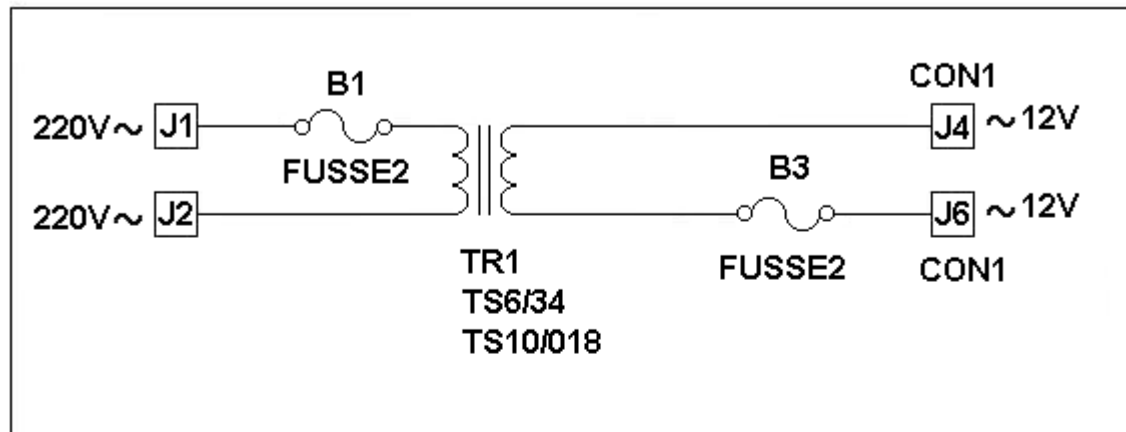 B1
CON1
220V~ J1
J4 ~12V
FUSSE2
B3
220V~ J2
J6 ~12V
TR1
FUSSE2
CON1
TS6/34
TS10/018